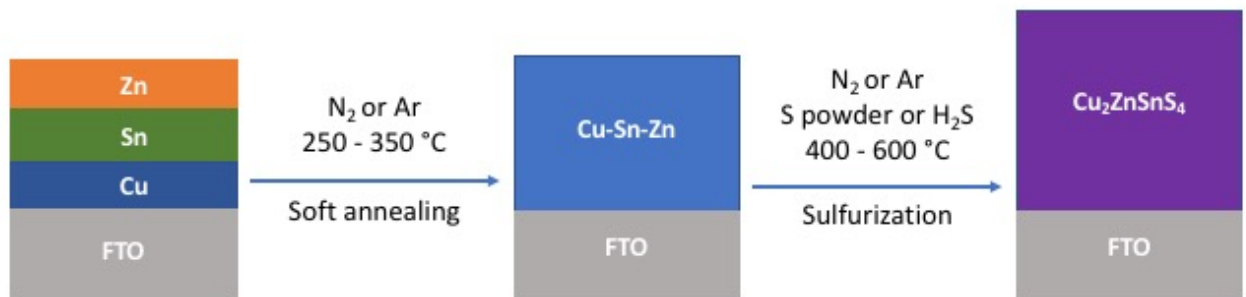 Zn
Sn
Cu
FTO
N₂ or Ar
250 - 350 °C
Soft annealing
Cu-Sn-Zn
FTO
N₂ or Ar
S powder or H₂S
400 - 600 °C
Sulfurization
Cu₂ZnSnS₄
FTO